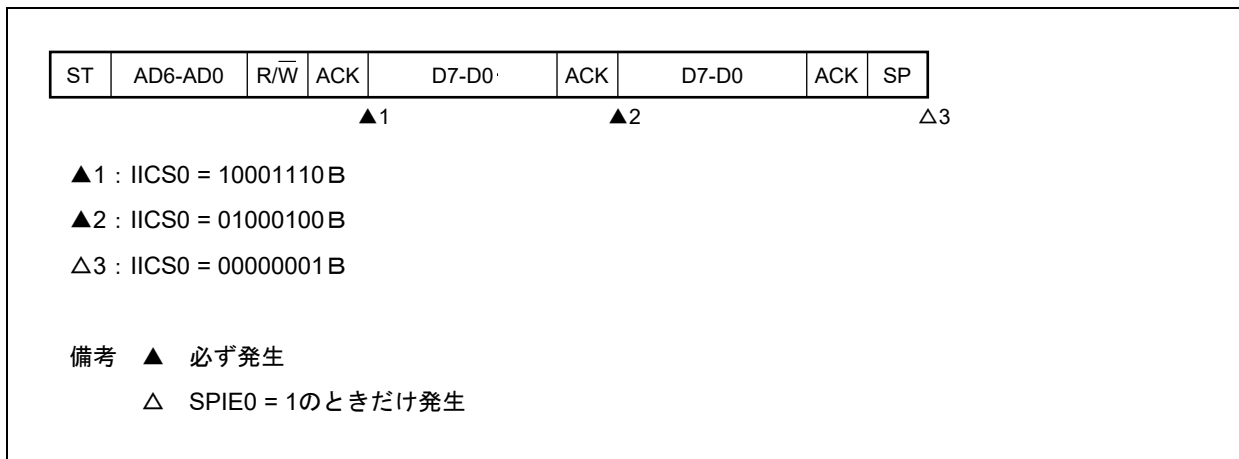 ST AD6-AD0 R/W̅ ACK D7-D0 ACK D7-D0 ACK SP
▲1 ▲2 △3
▲1：IICS0 = 10001110B
▲2：IICS0 = 01000100B
△3：IICS0 = 00000001B
備考 ▲ 必ず発生
△ SPIE0 = 1のときだけ発生